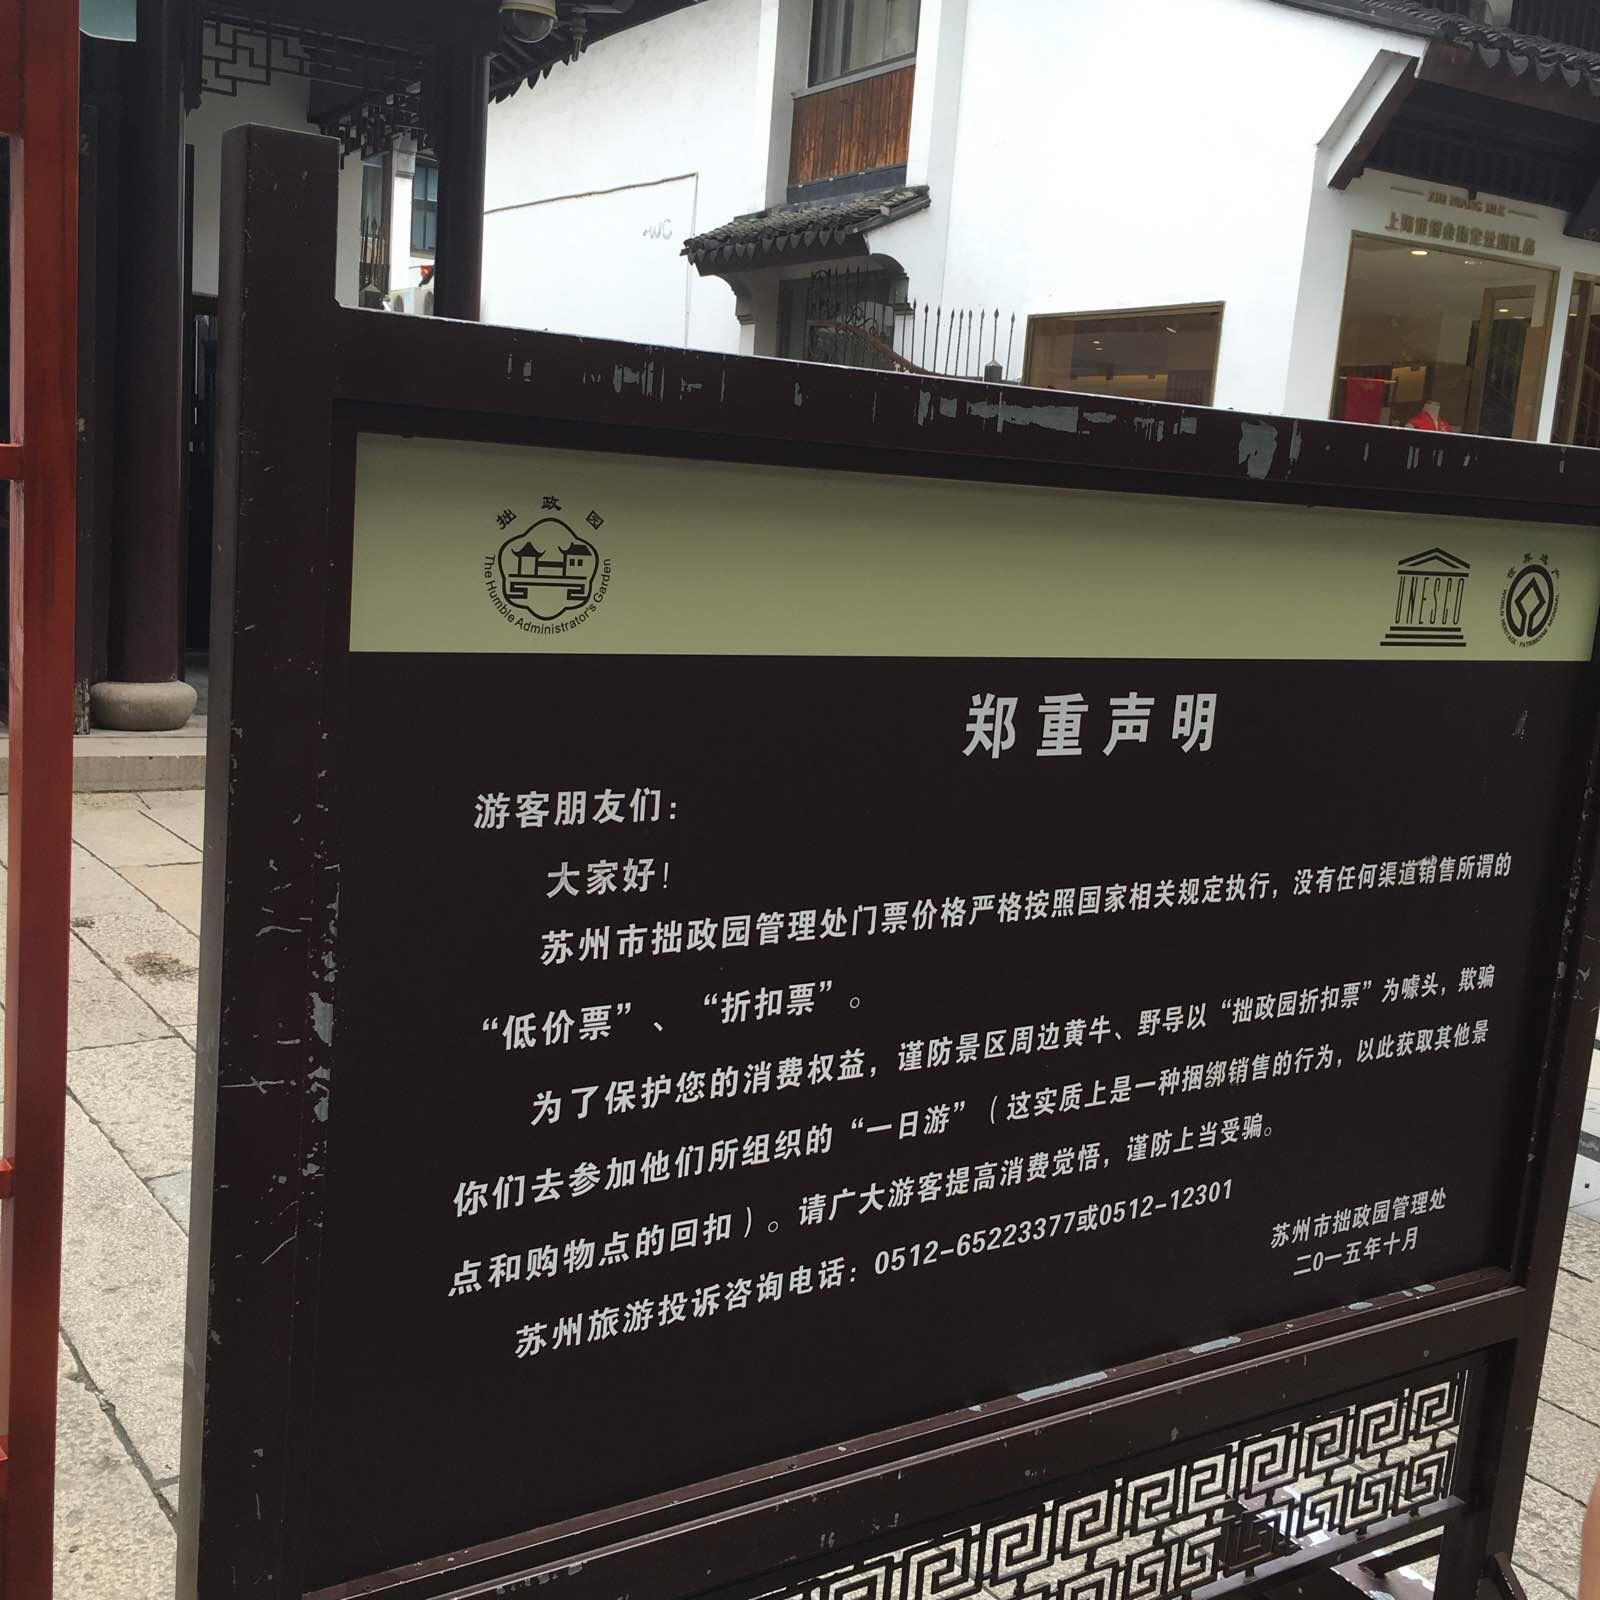 WC
拙政园
The Humble Administrator's Garden
UNESCO
世界遗产
WORLD HERITAGE · PATRIMOINE MONDIAL
郑重声明
游客朋友们：
大家好！
苏州市拙政园管理处门票价格严格按照国家相关规定执行，没有任何渠道销售所谓的
“低价票”、“折扣票”。
为了保护您的消费权益，谨防景区周边黄牛、野导以“拙政园折扣票”为噱头，欺骗
你们去参加他们所组织的“一日游”（这实质上是一种捆绑销售的行为，以此获取其他景
点和购物点的回扣）。请广大游客提高消费觉悟，谨防上当受骗。
苏州旅游投诉咨询电话：0512-65223377或0512-12301
苏州市拙政园管理处
二0一五年十月